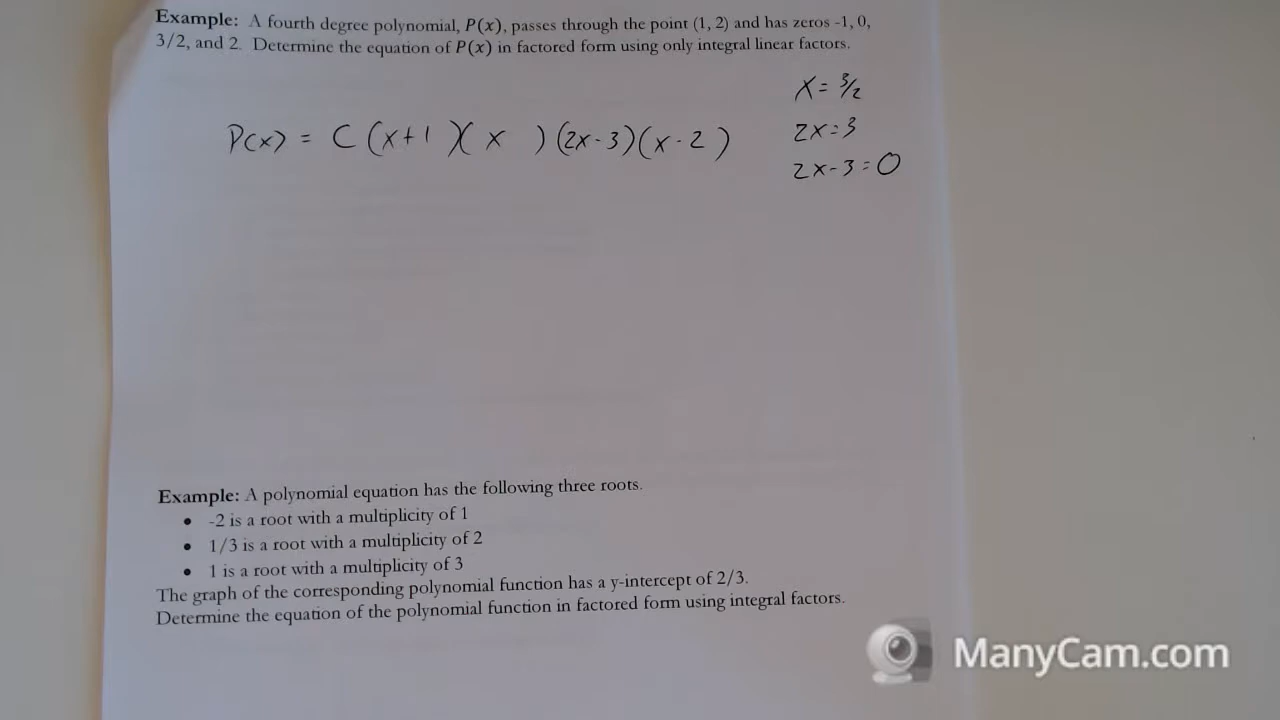 Example: A fourth degree polynomial, P(x), passes through the point (1, 2) and has zeros -1, 0,
3/2, and 2. Determine the equation of P(x) in factored form using only integral linear factors.
x = 3/2
P(x) = C (x+1)(x )(2x-3)(x-2)
2x=3
2x-3=0
Example: A polynomial equation has the following three roots.
• -2 is a root with a multiplicity of 1
• 1/3 is a root with a multiplicity of 2
• 1 is a root with a multiplicity of 3
The graph of the corresponding polynomial function has a y-intercept of 2/3.
Determine the equation of the polynomial function in factored form using integral factors.
ManyCam.com